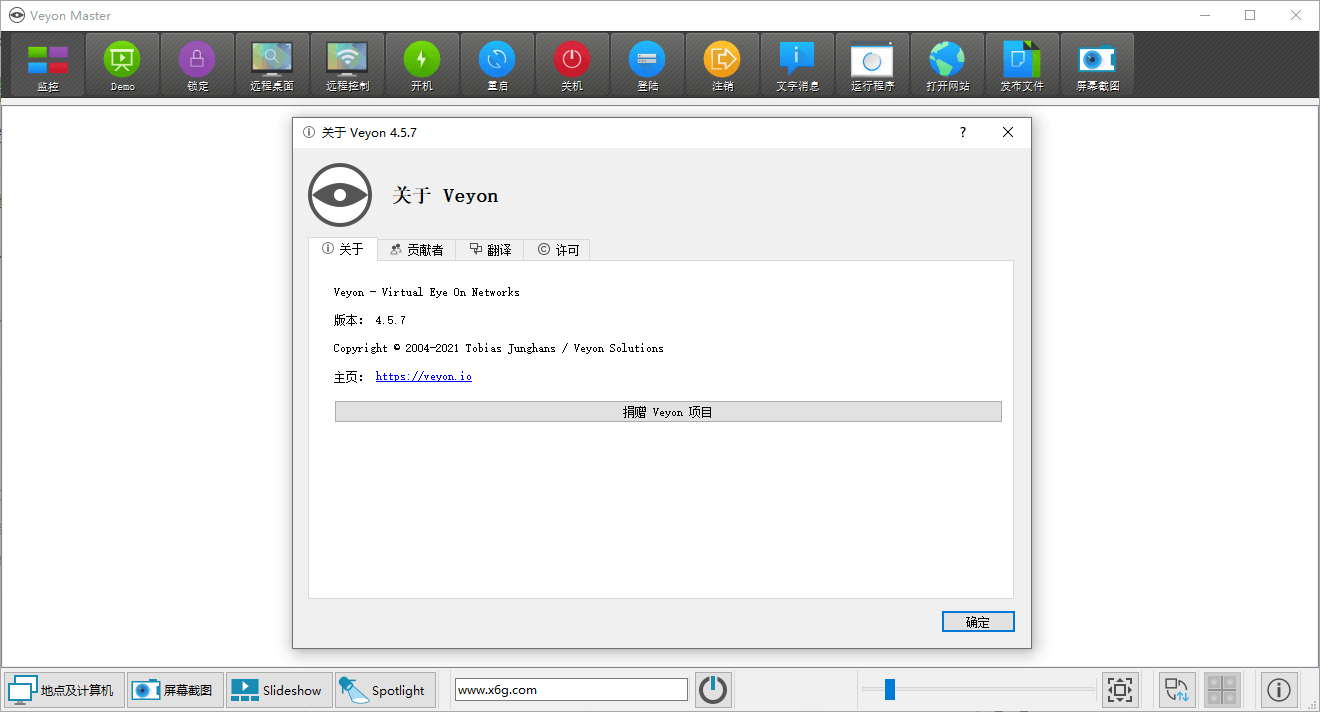 Veyon Master
监控
Demo
锁定
远程桌面
远程控制
开机
重启
关机
登陆
注销
文字消息
运行程序
打开网站
发布文件
屏幕截图
关于 Veyon 4.5.7
?
关于 Veyon
关于
贡献者
翻译
许可
Veyon - Virtual Eye On Networks
版本: 4.5.7
Copyright © 2004-2021 Tobias Junghans / Veyon Solutions
主页: https://veyon.io
捐赠 Veyon 项目
确定
地点及计算机
屏幕截图
Slideshow
Spotlight
www.x6g.com